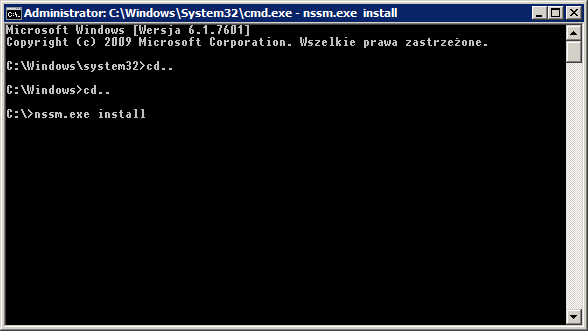 Administrator: C:\Windows\System32\cmd.exe - nssm.exe install
Microsoft Windows [Wersja 6.1.7601]
Copyright (c) 2009 Microsoft Corporation. Wszelkie prawa zastrzeżone.
C:\Windows\system32>cd..
C:\Windows>cd..
C:\>nssm.exe install